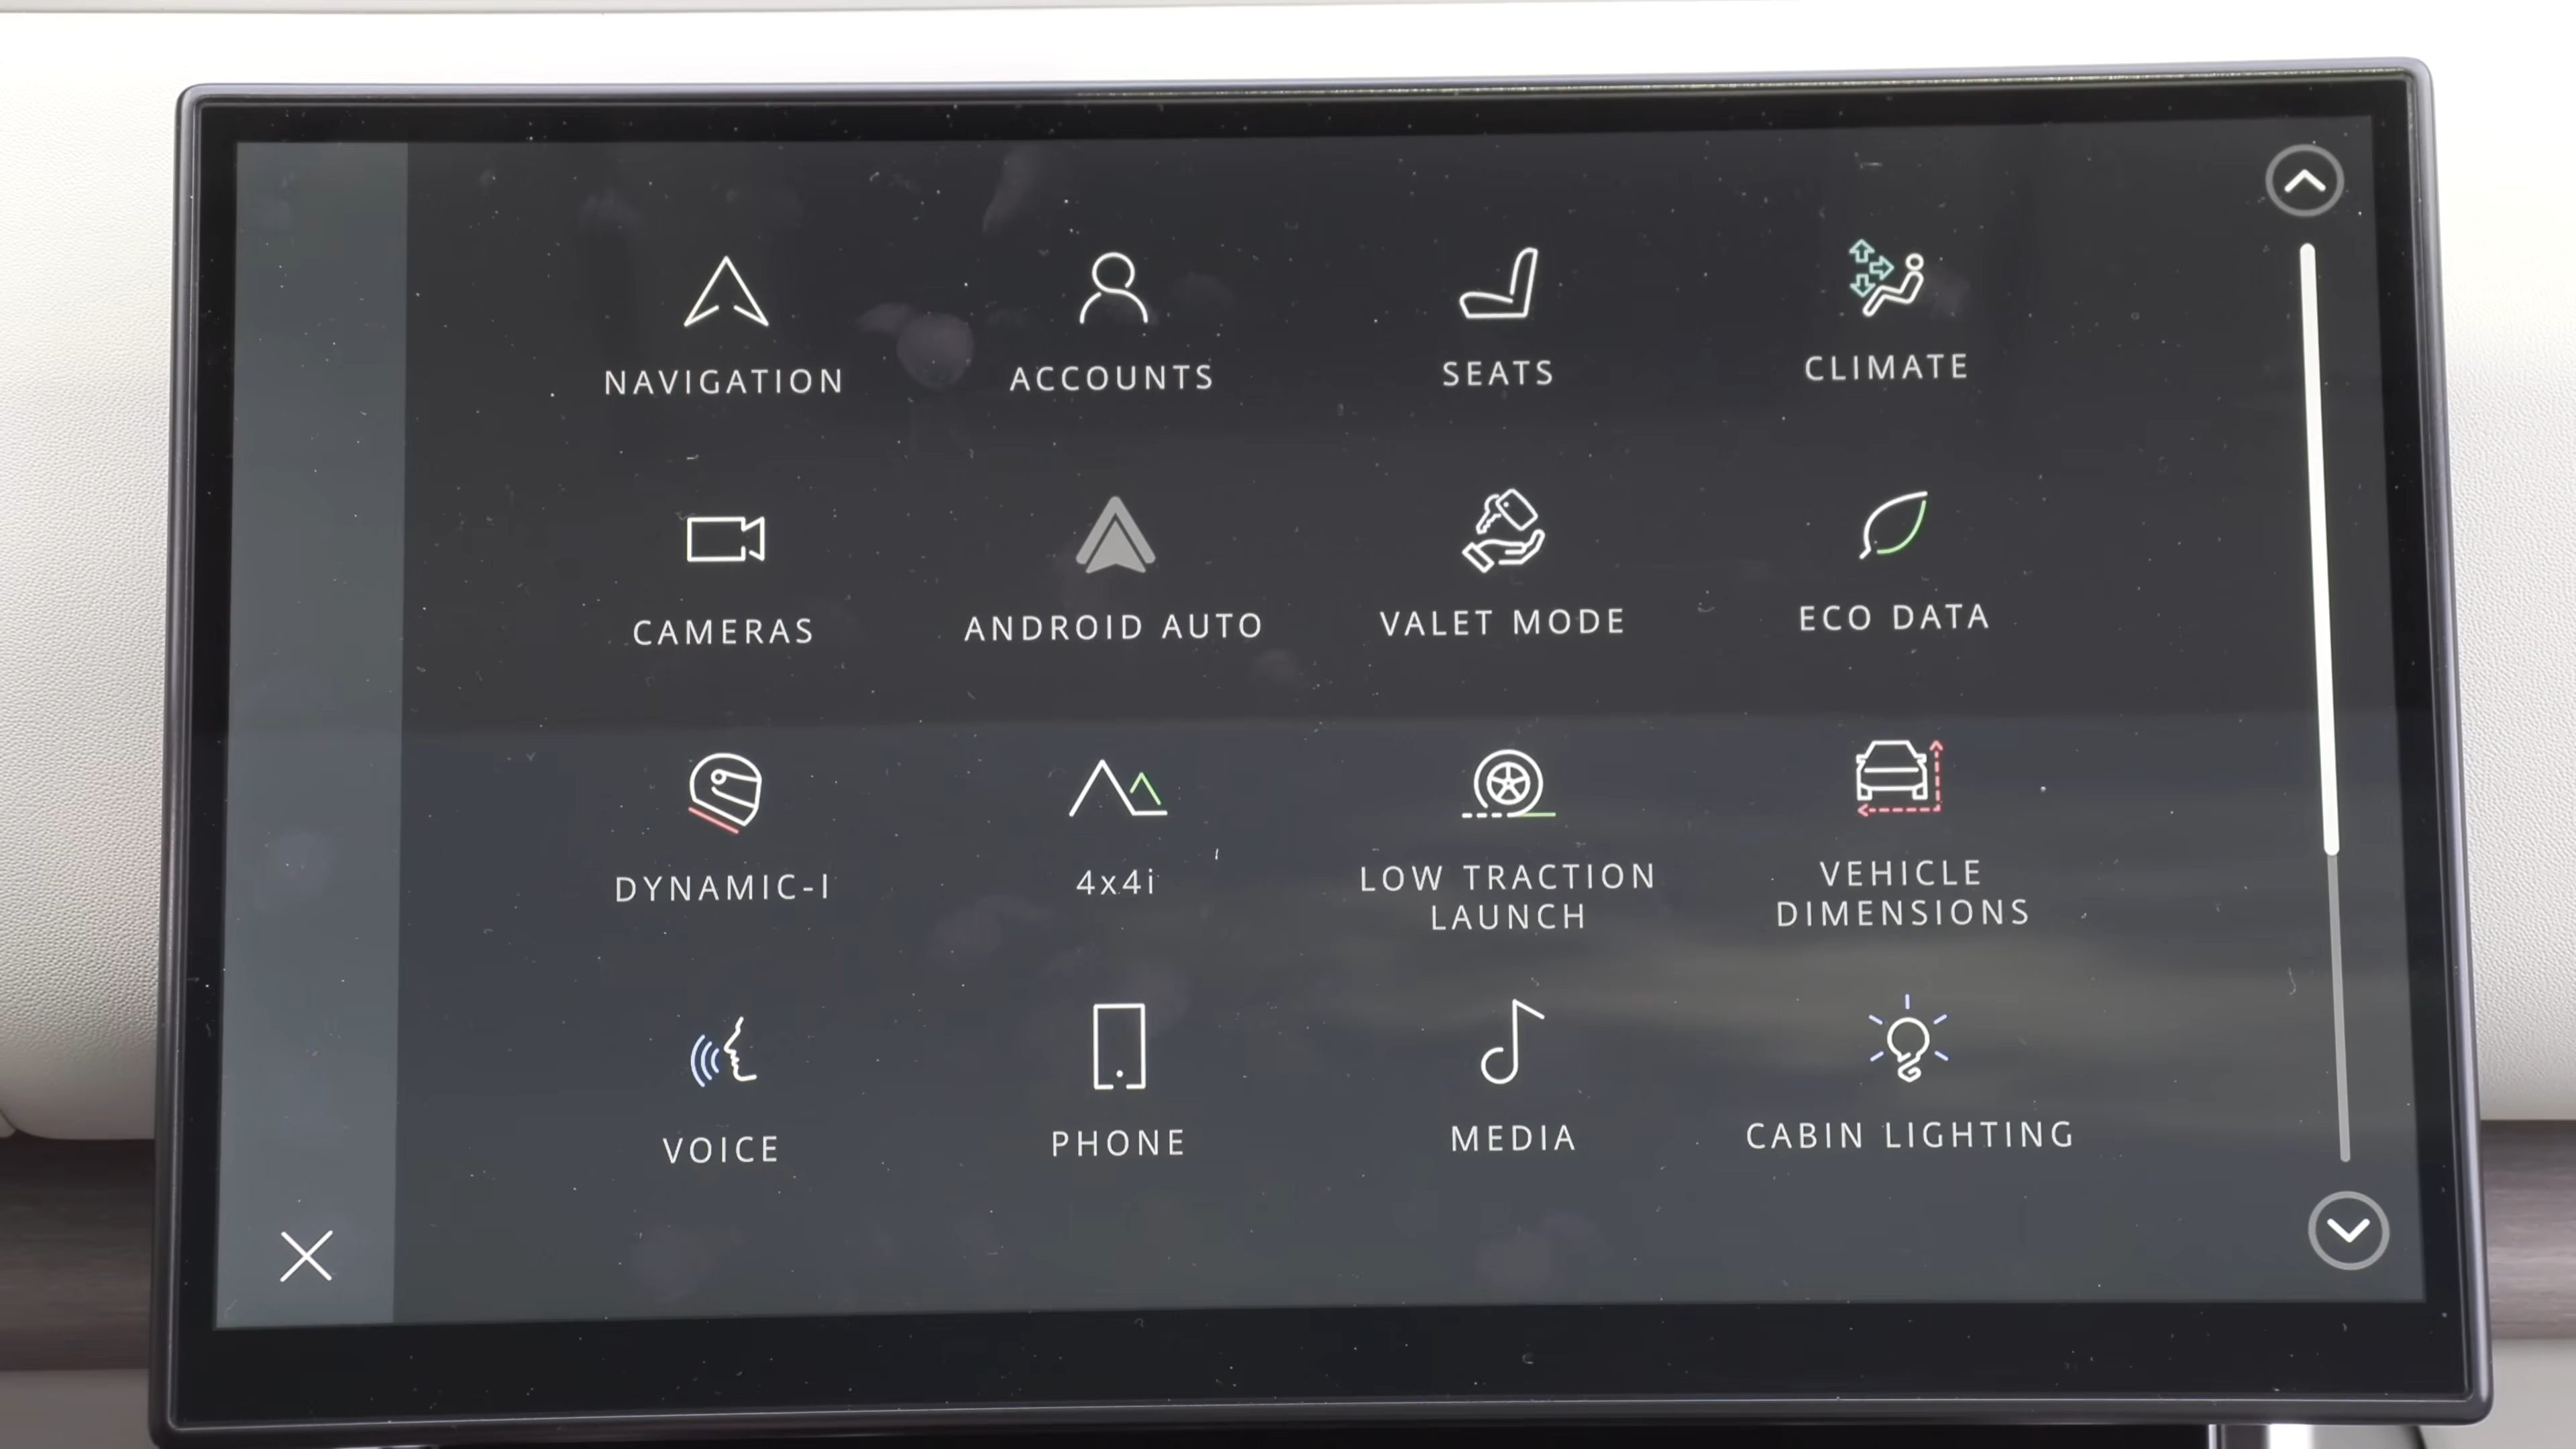 NAVIGATION
ACCOUNTS
SEATS
CLIMATE
CAMERAS
ANDROID AUTO
VALET MODE
ECO DATA
DYNAMIC-I
4x4i
LOW TRACTION
LAUNCH
VEHICLE
DIMENSIONS
VOICE
PHONE
MEDIA
CABIN LIGHTING